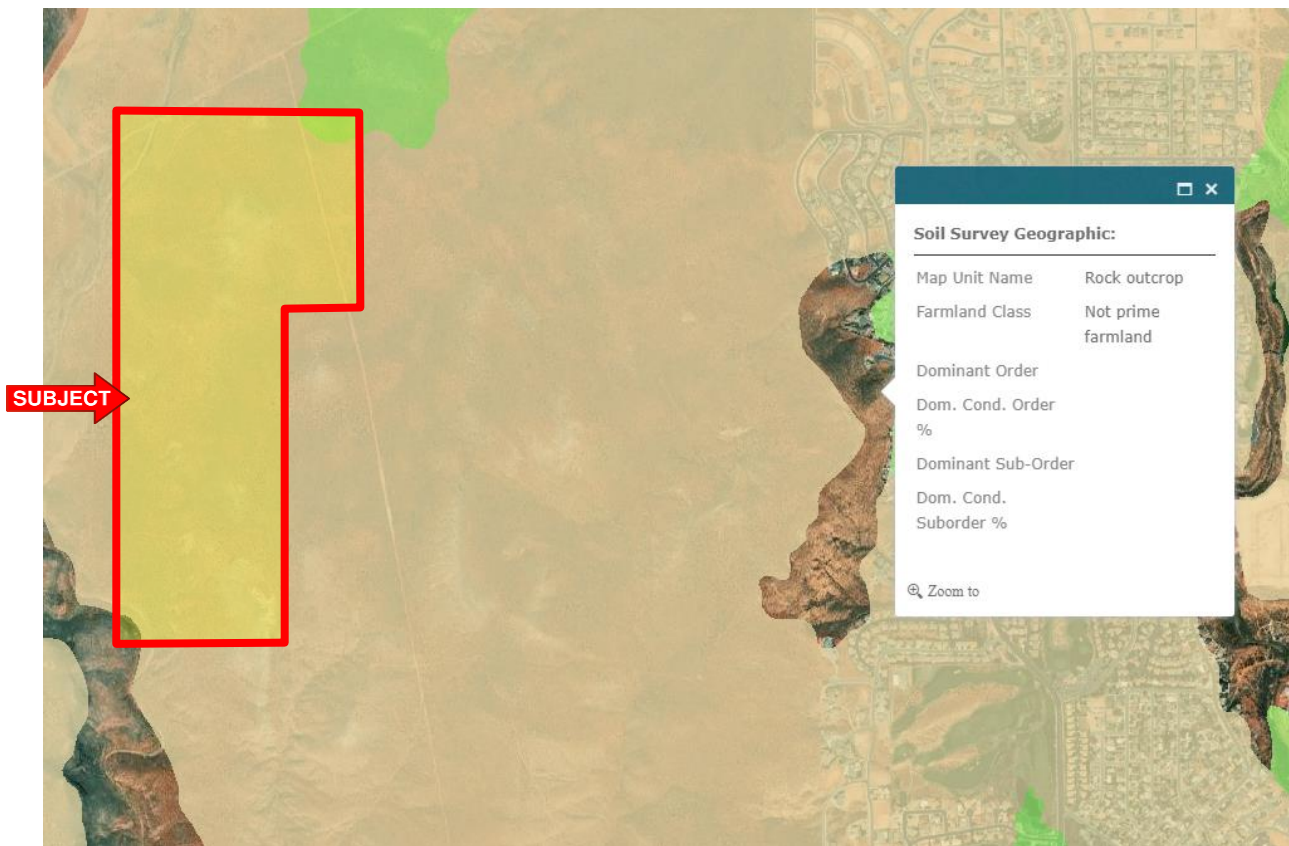 SUBJECT
Soil Survey Geographic:
Map Unit Name Rock outcrop
Farmland Class Not prime
farmland
Dominant Order
Dom. Cond. Order
%
Dominant Sub-Order
Dom. Cond.
Suborder %
Zoom to